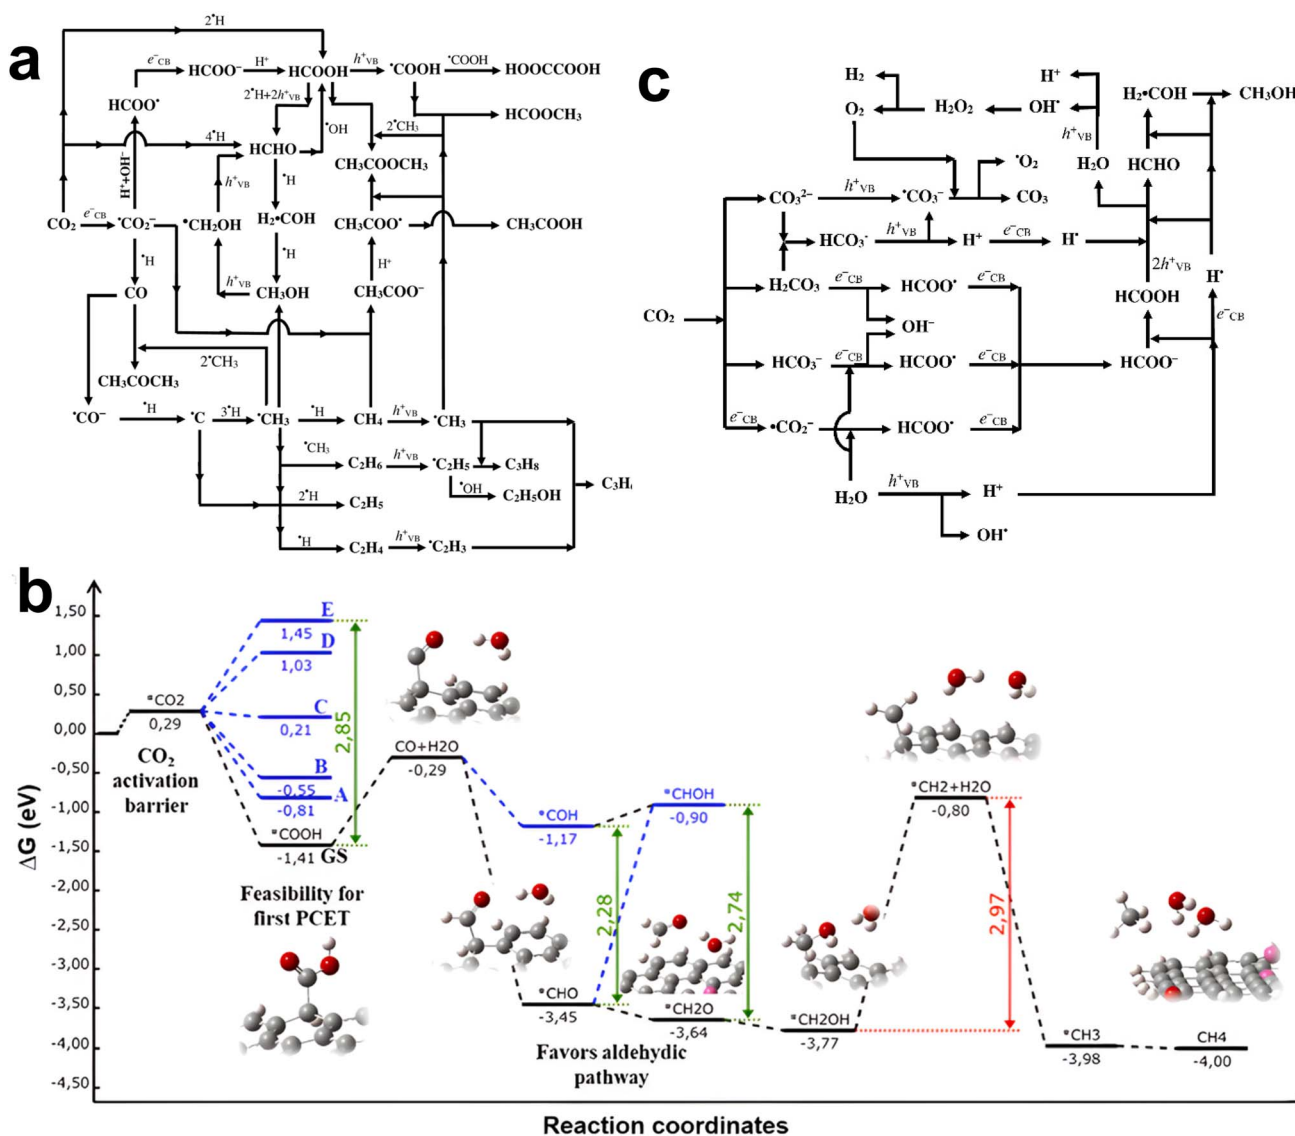 a
2•H
e⁻CB
HCOO⁻
H⁺
HCOOH
h⁺VB
•COOH
•COOH
HOOCCOOH
HCOO•
2•H+2h⁺VB
•OH
HCOOCH₃
H⁺+OH⁻
4•H
HCHO
2•CH₃
CH₃COOCH₃
h⁺VB
•H
CO₂
e⁻CB
•CO₂⁻
•CH₂OH
H₂•COH
CH₃COO•
CH₃COOH
•H
•H
H⁺
CO
h⁺VB
CH₃OH
CH₃COO⁻
2•CH₃
CH₃COCH₃
•CO⁻
•H
•C
3•H
•CH₃
•H
CH₄
h⁺VB
•CH₃
•CH₃
C₂H₆
h⁺VB
•C₂H₅
C₃H₈
2•H
C₂H₅
•OH
C₂H₅OH
C₃H
•H
C₂H₄
h⁺VB
•C₂H₃
c
H₂
O₂
H₂O₂
OH•
H⁺
H₂•COH
CH₃OH
h⁺VB
H₂O
HCHO
•O₂
CO₃²⁻
h⁺VB
•CO₃⁻
CO₃
HCO₃⁻
h⁺VB
H⁺
e⁻CB
H•
2h⁺VB
H•
H₂CO₃
e⁻CB
HCOO•
e⁻CB
HCOOH
CO₂
OH⁻
e⁻CB
HCO₃⁻
e⁻CB
HCOO•
e⁻CB
HCOO⁻
e⁻CB
•CO₂⁻
HCOO•
e⁻CB
H₂O
h⁺VB
H⁺
OH•
b
ΔG (eV)
1,50
1,00
0,50
0,00
-0,50
-1,00
-1,50
-2,00
-2,50
-3,00
-3,50
-4,00
-4,50
*CO2
0,29
CO₂
activation
barrier
E
1,45
D
1,03
C
0,21
B
-0,55
A
-0,81
*COOH
-1,41 GS
2,85
Feasibility for
first PCET
CO+H2O
-0,29
*COH
-1,17
*CHOH
-0,90
2,28
2,74
*CHO
-3,45
*CH2O
-3,64
Favors aldehydic
pathway
*CH2OH
-3,77
*CH2+H2O
-0,80
2,97
*CH3
-3,98
CH4
-4,00
Reaction coordinates